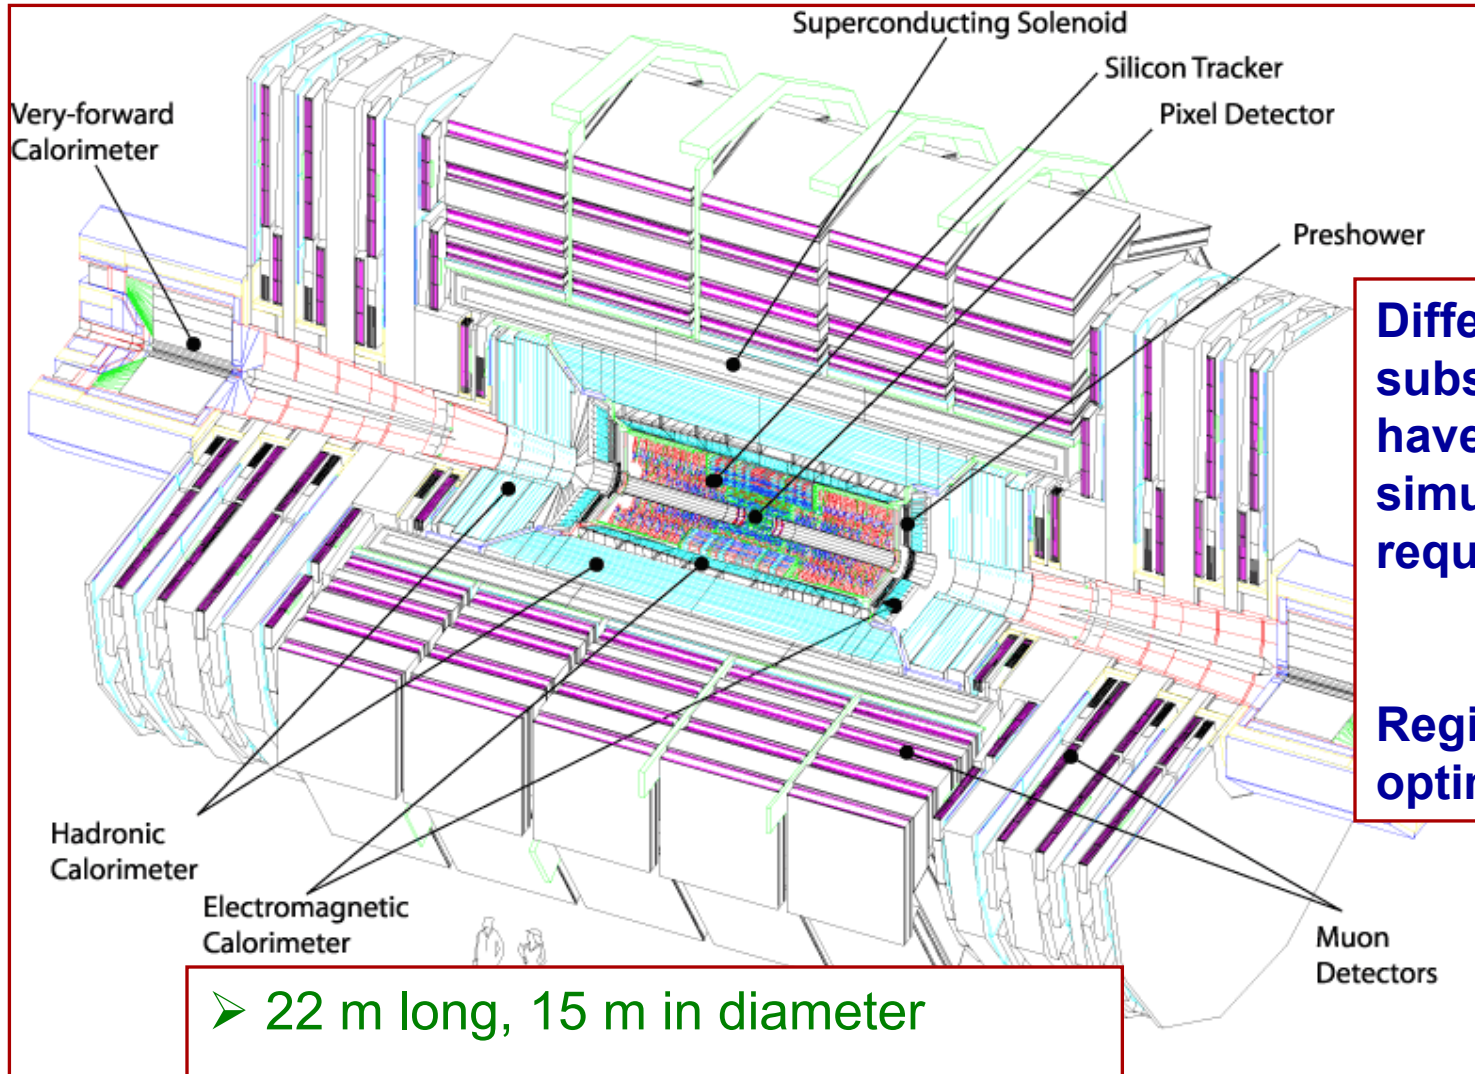 Superconducting Solenoid
Silicon Tracker
Pixel Detector
Very-forward
Calorimeter
Preshower
have
Hadronic
Calorimeter
Electromagnetic
Calorimeter
Muon
Detectors
➤ 22 m long, 15 m in diameter